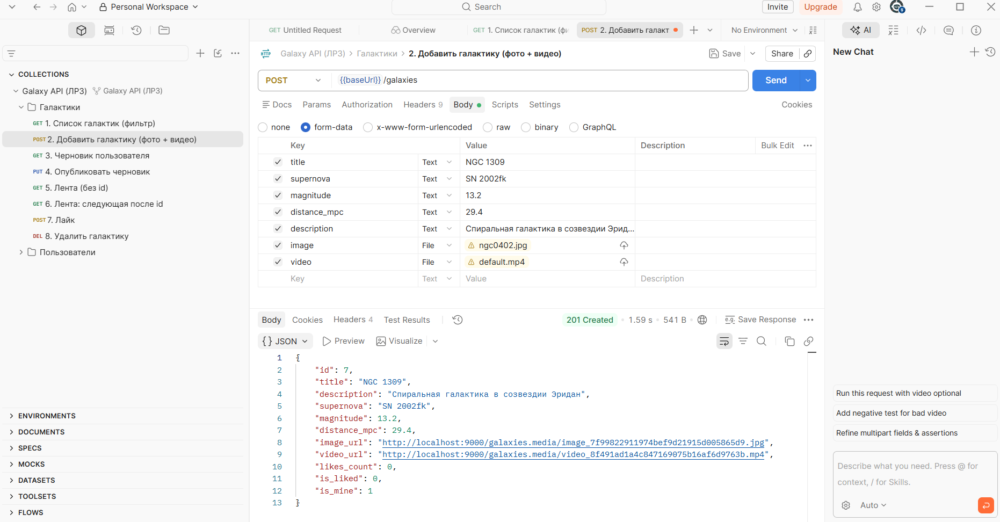 Personal Workspace
Search
Invite
Upgrade
GET Untitled Request
Overview
GET 1. Список галактик (фи
POST 2. Добавить галакт
No Environment
AI
Galaxy API (ЛР3) > Галактики > 2. Добавить галактику (фото + видео)
Save
Share
New Chat
COLLECTIONS
Galaxy API (ЛР3) Galaxy API (ЛР3)
Галактики
GET 1. Список галактик (фильтр)
POST 2. Добавить галактику (фото + видео)
GET 3. Черновик пользователя
PUT 4. Опубликовать черновик
GET 5. Лента (без id)
GET 6. Лента: следующая после id
POST 7. Лайк
DEL 8. Удалить галактику
Пользователи
ENVIRONMENTS
DOCUMENTS
SPECS
MOCKS
DATASETS
TOOLSETS
FLOWS
HTTP
POST
{{baseUrl}} /galaxies
Send
Docs Params Authorization Headers 9 Body Scripts Settings Cookies
none form-data x-www-form-urlencoded raw binary GraphQL
Key Value Description Bulk Edit
title Text NGC 1309
supernova Text SN 2002fk
magnitude Text 13.2
distance_mpc Text 29.4
description Text Спиральная галактика в созвездии Эрид...
image File ngc0402.jpg
video File default.mp4
Key Text Value Description
Body Cookies Headers 4 Test Results 201 Created 1.59 s 541 B e.g. Save Response
{} JSON Preview Visualize
1 {
2 "id": 7,
3 "title": "NGC 1309",
4 "description": "Спиральная галактика в созвездии Эридан",
5 "supernova": "SN 2002fk",
6 "magnitude": 13.2,
7 "distance_mpc": 29.4,
8 "image_url": "http://localhost:9000/galaxies.media/image_7f99822911974bef9d21915d005865d9.jpg",
9 "video_url": "http://localhost:9000/galaxies.media/video_8f491ad1a4c847169075b16af6d9763b.mp4",
10 "likes_count": 0,
11 "is_liked": 0,
12 "is_mine": 1
13 }
Run this request with video optional
Add negative test for bad video
Refine multipart fields & assertions
Describe what you need. Press @ for
context, / for Skills.
Auto